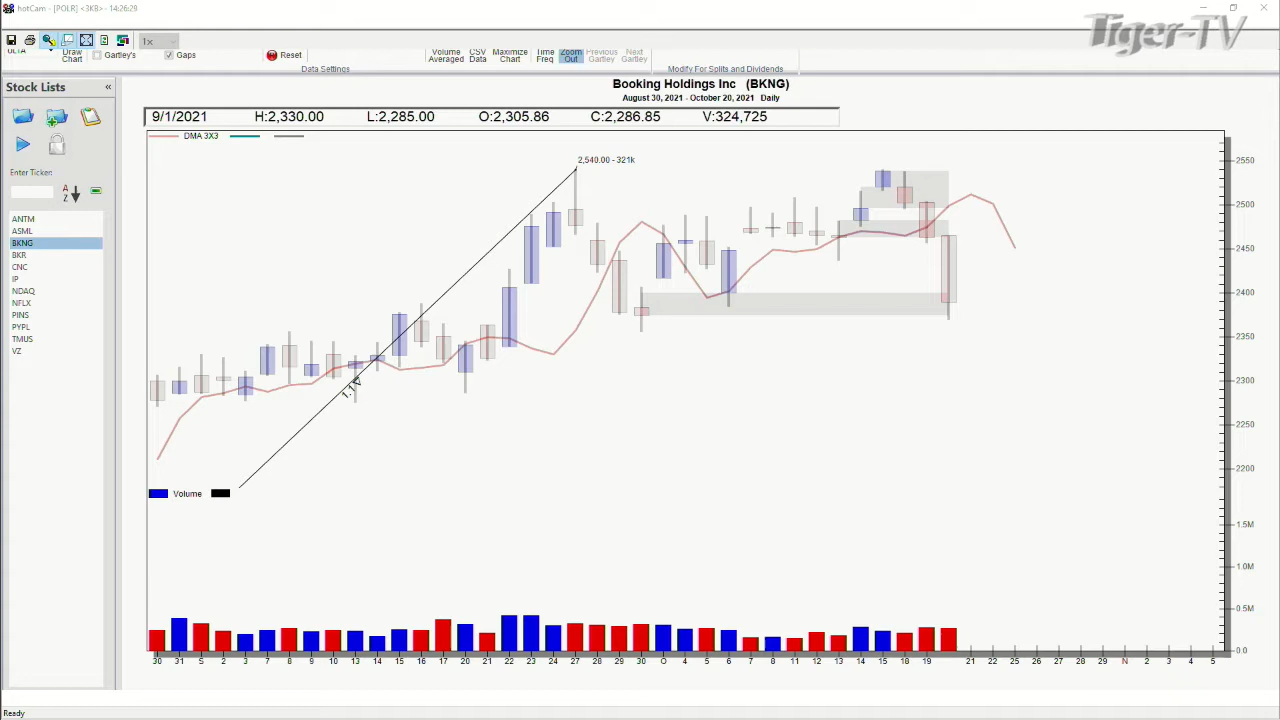 hotCam - [POLR] <3KB> - 14:26:29
Tiger-TV
1x
ULTA
Draw Chart
Gartley's
Gaps
Reset
Volume Averaged
CSV Data
Maximize Chart
Time Freq
Zoom Out
Previous Gartley
Next Gartley
Data Settings
Modify For Splits and Dividends
Stock Lists
«
Booking Holdings Inc (BKNG)
August 30, 2021 - October 20, 2021 Daily
9/1/2021 H:2,330.00 L:2,285.00 O:2,305.86 C:2,286.85 V:324,725
DMA 3X3
2,540.00 - 321k
Enter Ticker:
A Z
ANTM
ASML
BKNG
BKR
CNC
IP
NDAQ
NFLX
PINS
PYPL
TMUS
VZ
2550
2500
2450
2400
2350
2300
2250
2200
Volume
1.5M
1.0M
0.5M
0.0
30 31 S 2 3 7 8 9 10 13 14 15 16 17 20 21 22 23 24 27 28 29 30 O 4 5 6 7 8 11 12 13 14 15 18 19 20 21 22 25 26 27 28 29 N 2 3 4 5
Ready